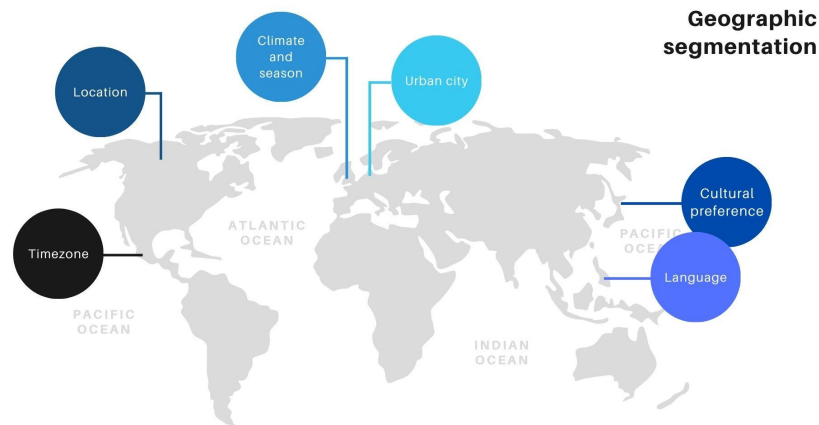 Geographic
segmentation
Climate
and
season
Urban city
Location
Cultural
preference
ATLANTIC
OCEAN
PACIFIC
OCEA
Timezone
Language
PACIFIC
OCEAN
INDIAN
OCEAN